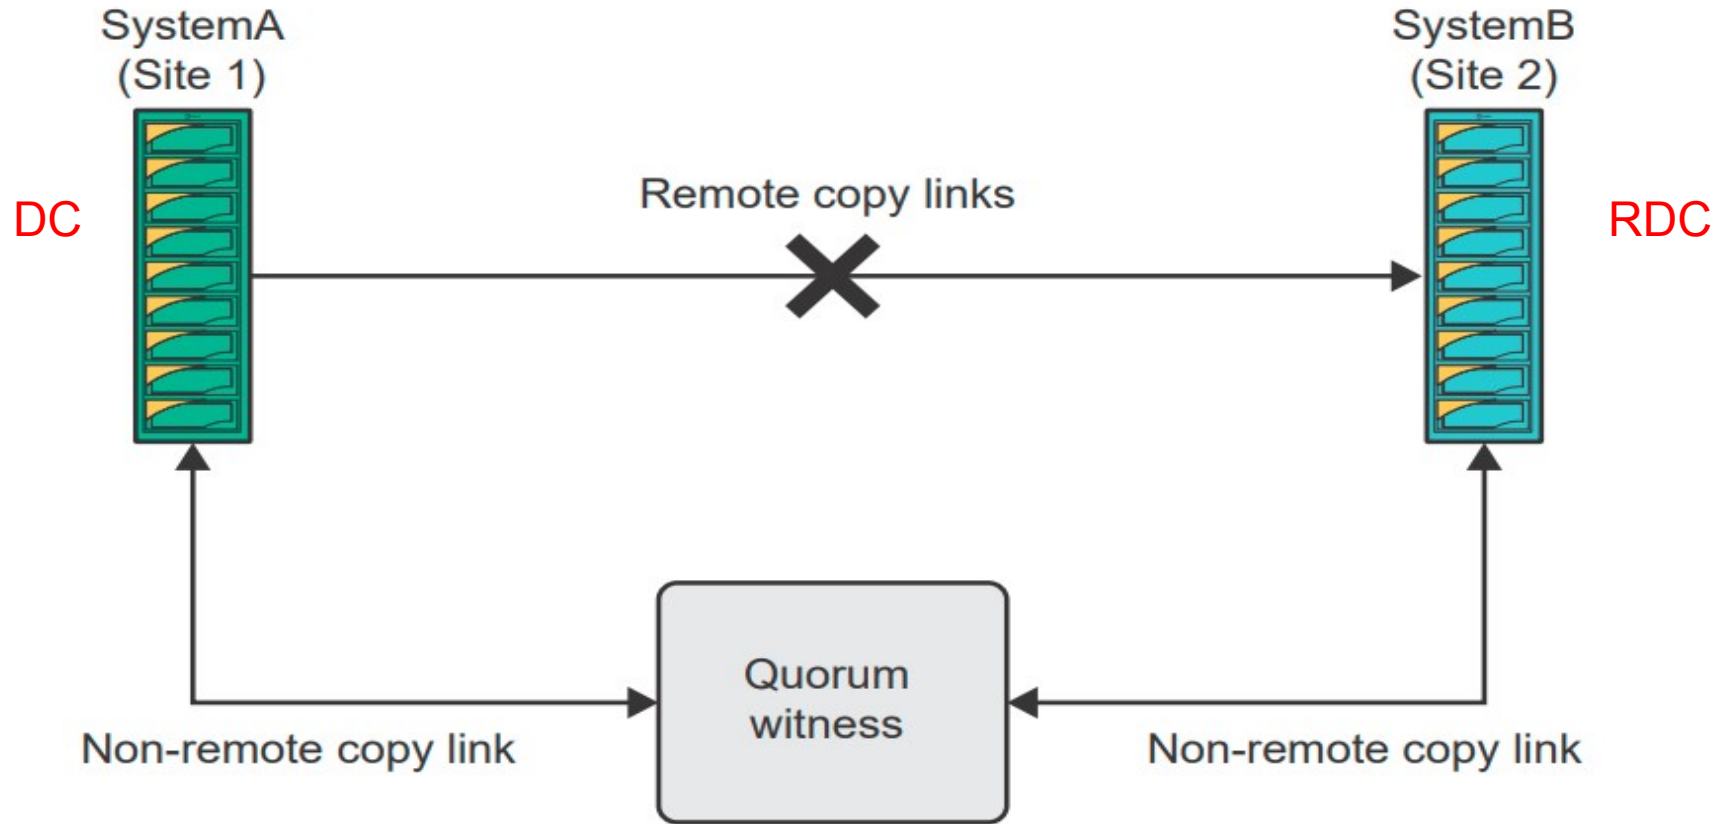 SystemA
(Site 1)
SystemB
(Site 2)
DC
Remote copy links
RDC
Quorum
witness
Non-remote copy link
Non-remote copy link